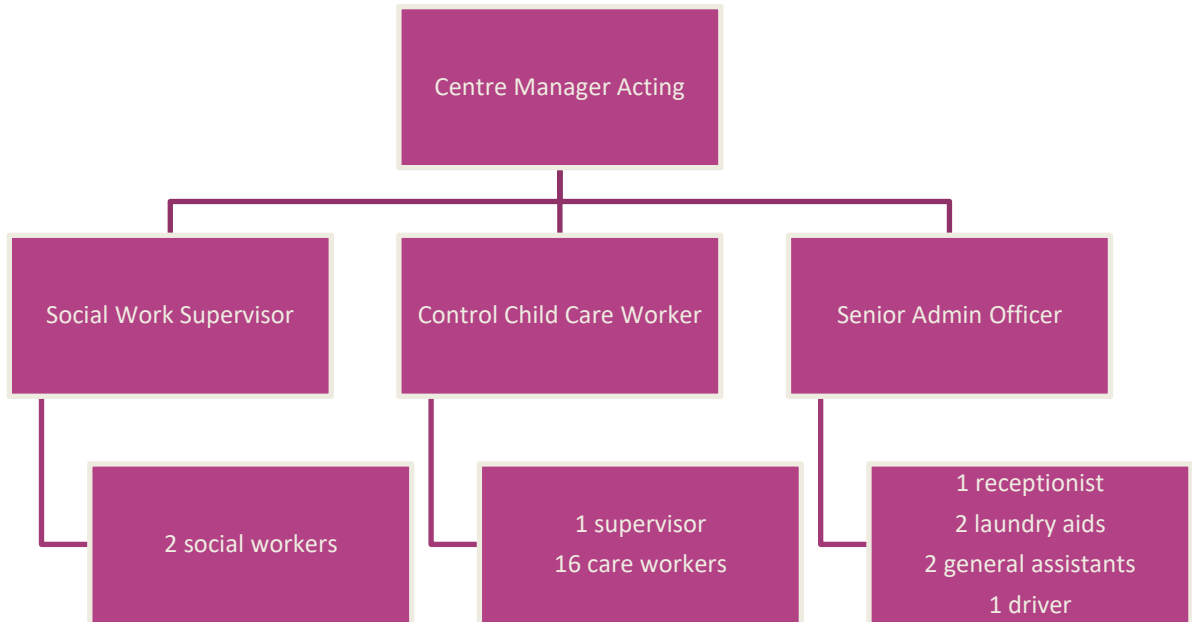 Centre Manager Acting
Social Work Supervisor
Control Child Care Worker
Senior Admin Officer
2 social workers
1 supervisor
16 care workers
1 receptionist
2 laundry aids
2 general assistants
1 driver